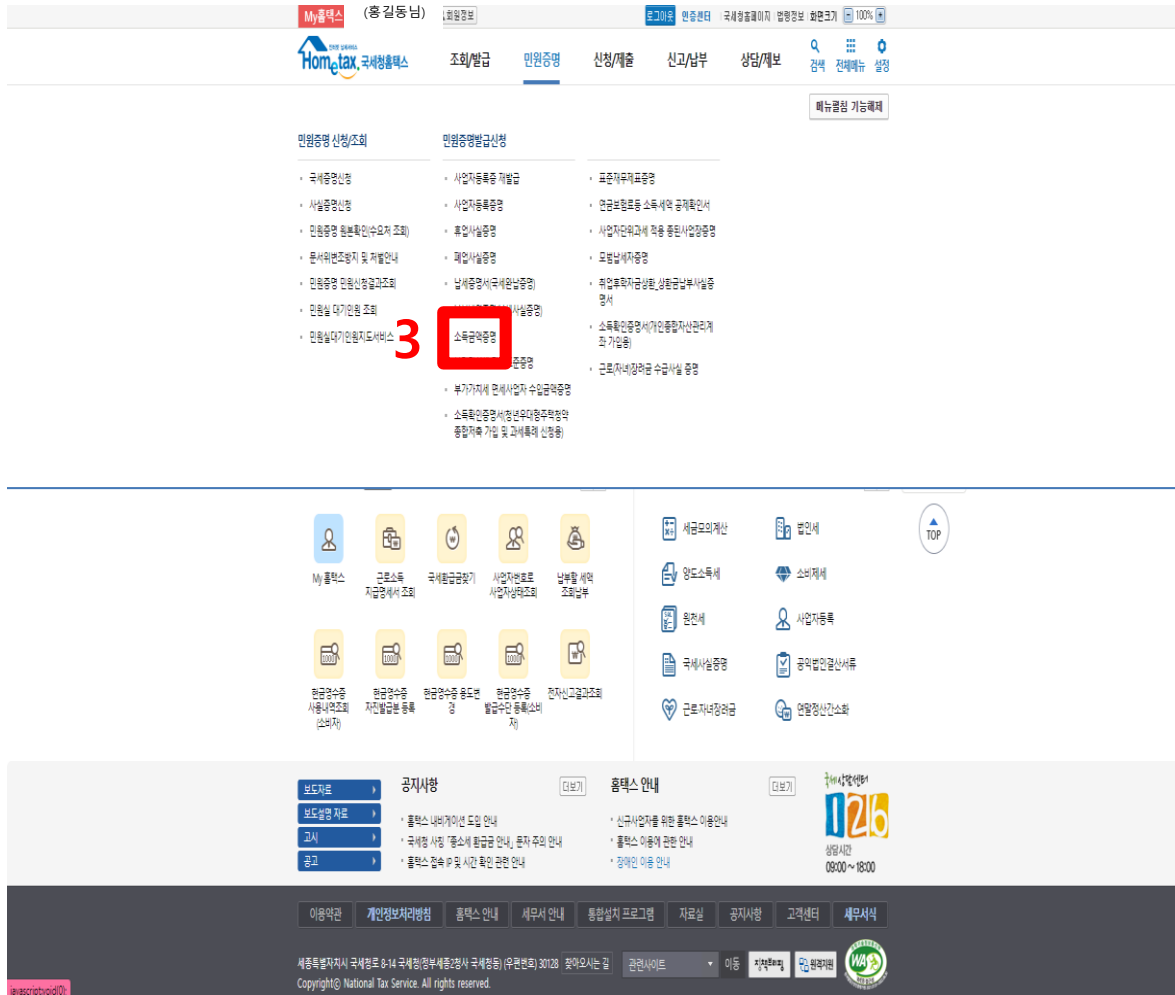 My홈택스 (홍길동님) 회원정보 로그아웃 인증센터 국세청홈페이지 법령정보 화면크기 100%
Hometax. 국세청홈택스 조회/발급 민원증명 신청/제출 신고/납부 상담/제보 검색 전체메뉴 설정
메뉴펼침 기능해제
민원증명 신청/조회
국세증명신청
사실증명신청
민원증명 원본확인(수요처 조회)
문서위변조방지 및 처벌안내
민원증명 민원신청결과조회
민원실 대기인원 조회
민원실대기인원지도서비스
민원증명발급신청
사업자등록증 재발급
사업자등록증명
휴업사실증명
폐업사실증명
납세증명서(국세완납증명)
사실증명)
3
소득금액증명
준증명
부가가치세 면세사업자 수입금액증명
소득확인증명서(청년우대형주택청약
종합저축 가입 및 과세특례 신청용)
표준재무제표증명
연금보험료등 소득·세액 공제확인서
사업자단위과세 적용 종된사업장증명
모범납세자증명
취업후학자금상환_상환금납부사실증
명서
소득확인증명서(개인종합자산관리계
좌 가입용)
근로(자녀)장려금 수급사실 증명
My 홈택스
근로소득
지급명세서 조회
국세환급금찾기
사업자번호로
사업자상태조회
납부할 세액
조회납부
현금영수증
사용내역조회
(소비자)
현금영수증
자진발급분 등록
현금영수증 용도변
경
현금영수증
발급수단 등록(소비
자)
전자신고결과조회
세금모의계산
법인세
양도소득세
소비제세
원천세
사업자등록
국세사실증명
공익법인결산서류
근로·자녀장려금
연말정산간소화
TOP
보도자료
보도설명 자료
고시
공고
공지사항 더보기
홈택스 내비게이션 도입 안내
국세청 사칭 「중소세 환급금 안내」 문자 주의 안내
홈택스 접속 IP 및 시간 확인 관련 안내
홈택스 안내 더보기
신규사업자를 위한 홈택스 이용안내
홈택스 이용에 관한 안내
장애인 이용 안내
국세상담센터
126
상담시간
09:00 ~ 18:00
이용약관 개인정보처리방침 홈택스 안내 세무서 안내 통합설치 프로그램 자료실 공지사항 고객센터 세무서식
세종특별자치시 국세청로 8-14 국세청(정부세종2청사 국세청동) (우편번호) 30128 찾아오시는 길 관련사이트 이동 정책브리핑 원격지원 WA
Copyright© National Tax Service. All rights reserved.
javascript:void(0);